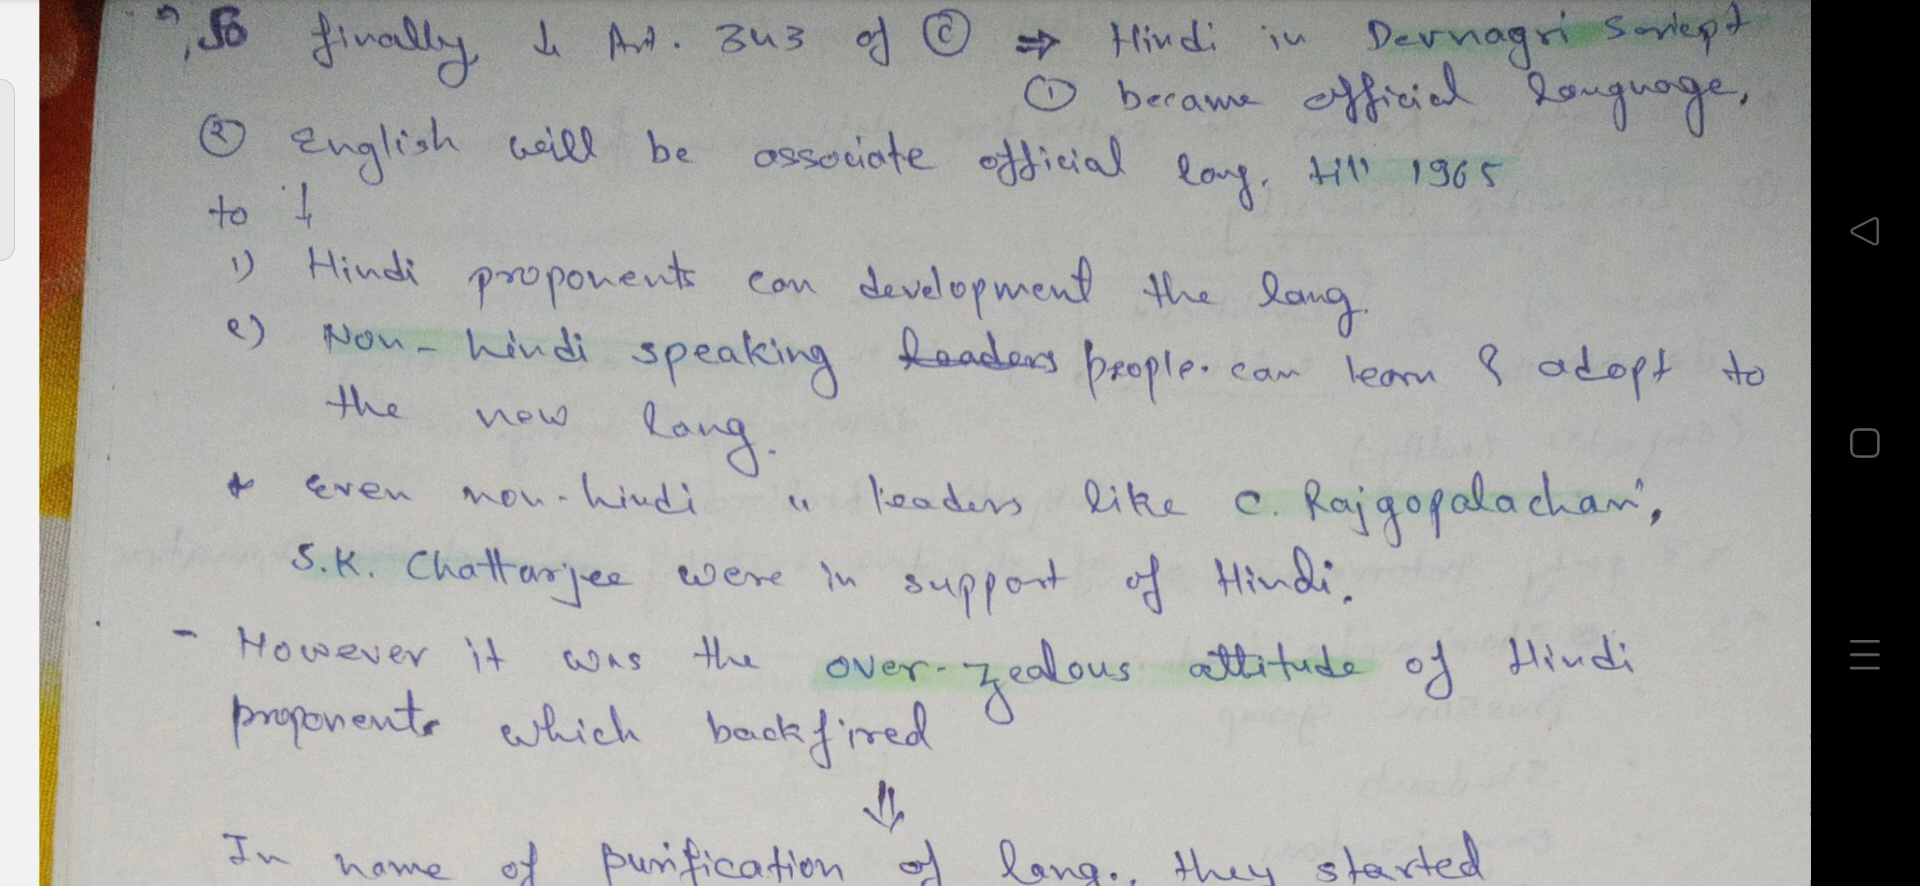 , So finally, ↓ Art. 343 of © ⇒ Hindi in Devnagri Script
① became official language,
② English will be associate official lang. till 1965
to ↓
1) Hindi proponents can development the lang.
2) Non-hindi speaking leaders people can learn & adopt to
the new lang.
* Even non-hindi " leaders like C. Rajgopalachari,
S.K. Chattarjee were in support of Hindi.
- However it was the over-zealous attitude of Hindi
proponents which backfired
⇓
In name of purification of lang., they started